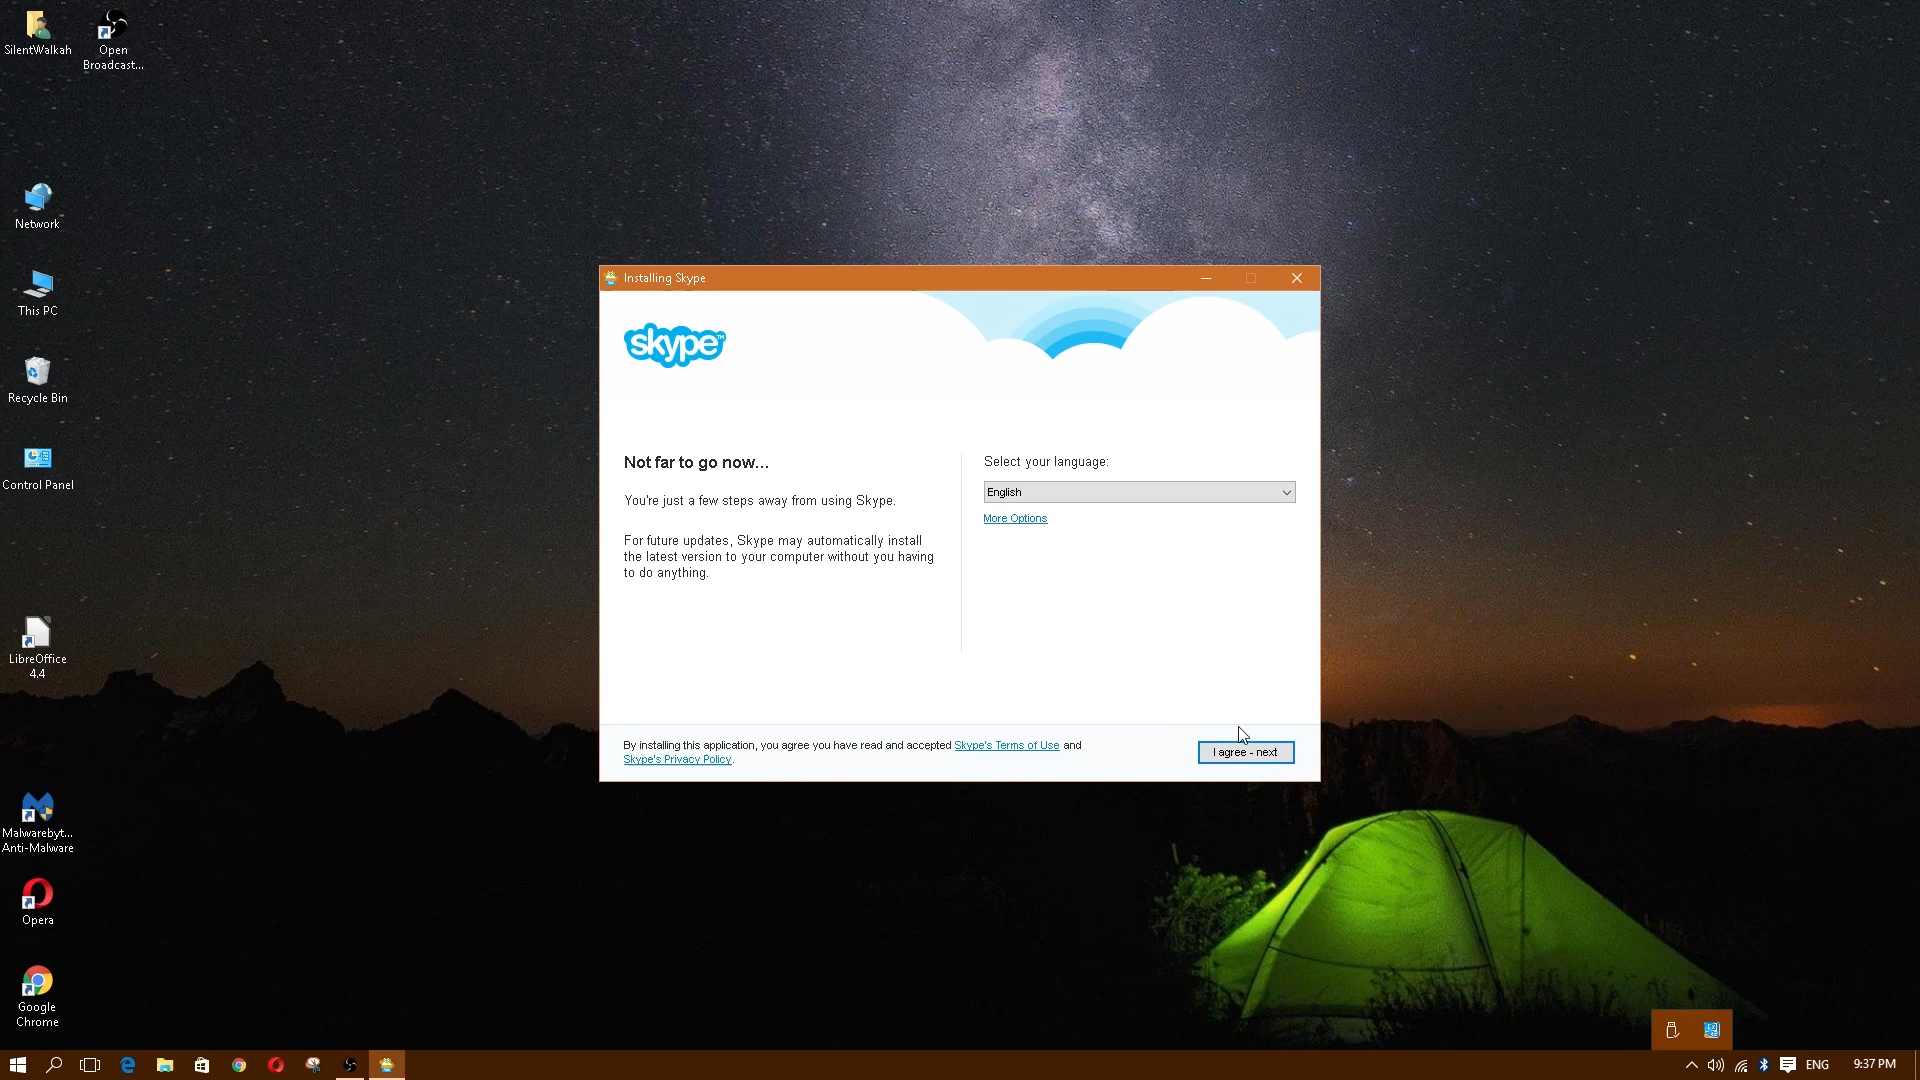 SilentWalkah
Open
Broadcast...
Network
This PC
Recycle Bin
Control Panel
LibreOffice
4.4
Malwarebyt...
Anti-Malware
Opera
Google
Chrome
Installing Skype
skype™
Not far to go now...
You're just a few steps away from using Skype.
For future updates, Skype may automatically install
the latest version to your computer without you having
to do anything.
Select your language:
English
More Options
By installing this application, you agree you have read and accepted Skype's Terms of Use and
Skype's Privacy Policy.
I agree - next
ENG
9:37 PM